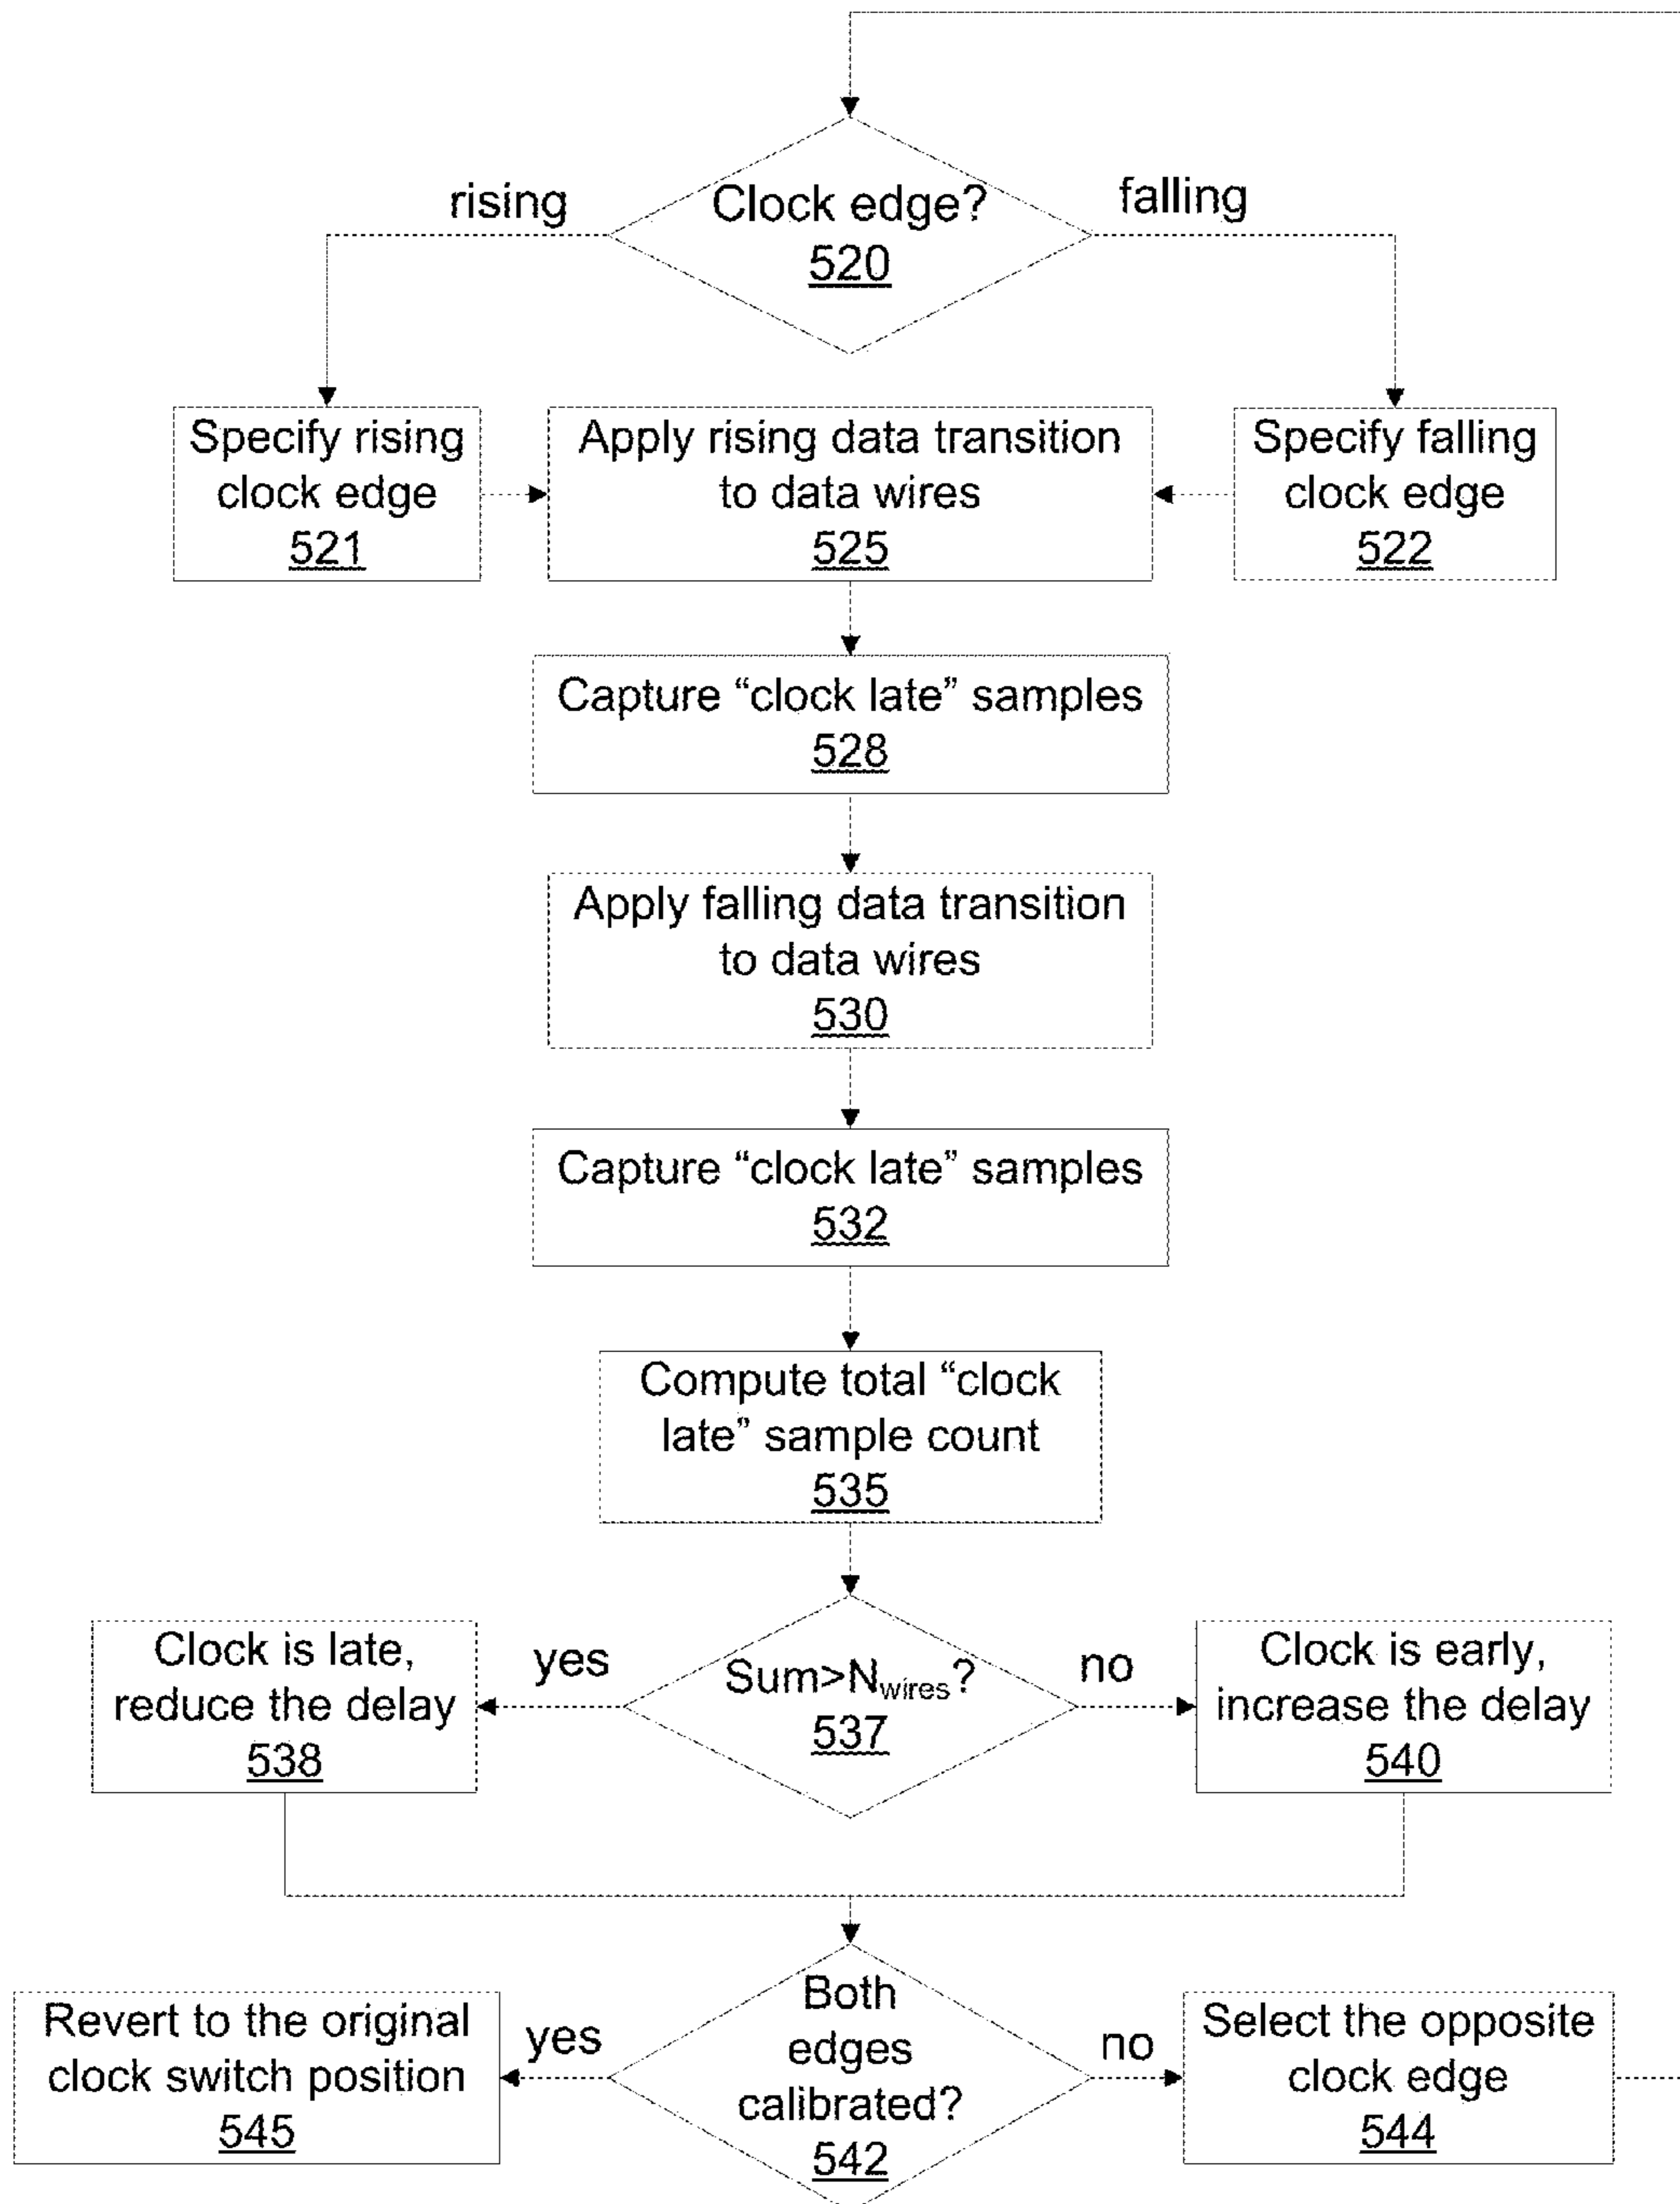 Clock edge?
520
rising
falling
Specify rising
clock edge
521
Apply rising data transition
to data wires
525
Specify falling
clock edge
522
Capture “clock late” samples
528
Apply falling data transition
to data wires
530
Capture “clock late” samples
532
Compute total “clock
late” sample count
535
Clock is late,
reduce the delay
538
yes
Sum>Nwires?
537
no
Clock is early,
increase the delay
540
Revert to the original
clock switch position
545
yes
Both
edges
calibrated?
542
no
Select the opposite
clock edge
544